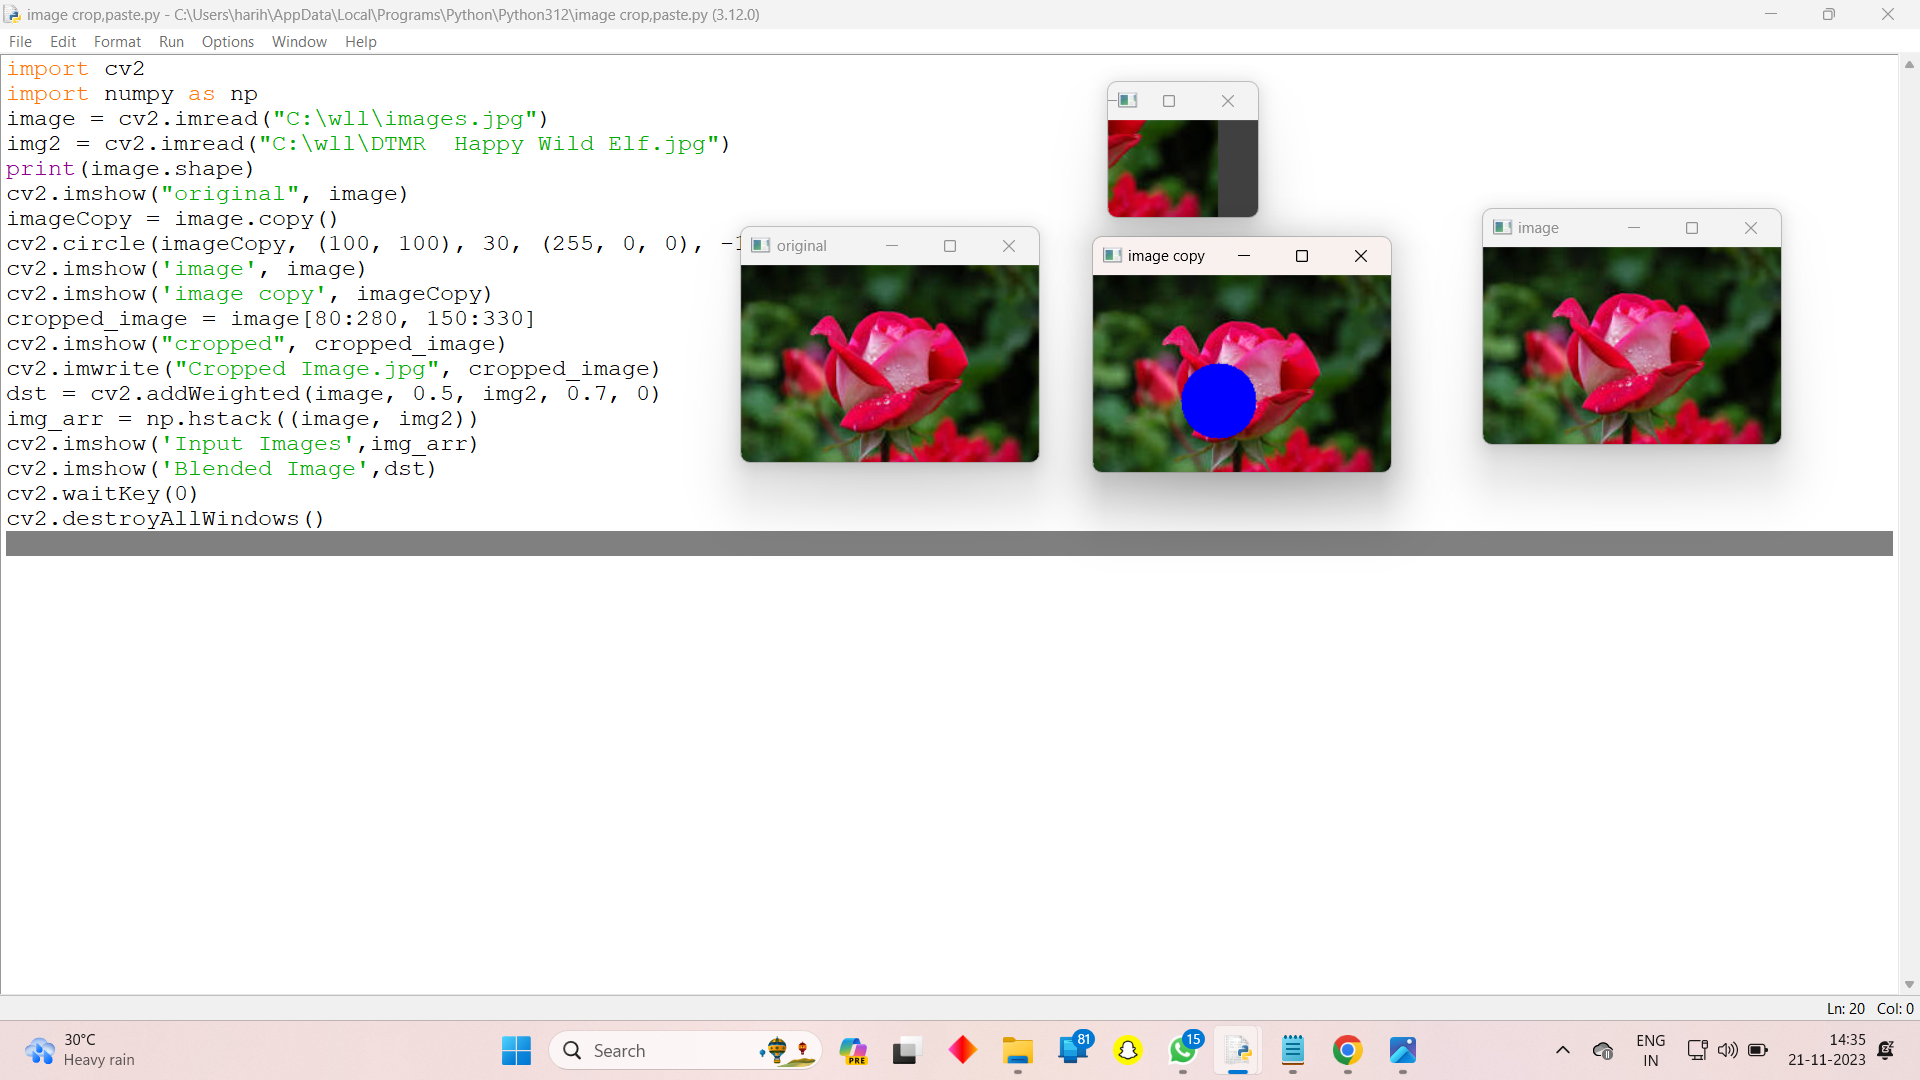 image crop,paste.py - C:\Users\harih\AppData\Local\Programs\Python\Python312\image crop,paste.py (3.12.0)
File Edit Format Run Options Window Help
import cv2
import numpy as np
image = cv2.imread("C:\wll\images.jpg")
img2 = cv2.imread("C:\wll\DTMR  Happy Wild Elf.jpg")
print(image.shape)
cv2.imshow("original", image)
imageCopy = image.copy()
cv2.circle(imageCopy, (100, 100), 30, (255, 0, 0), -1
cv2.imshow('image', image)
cv2.imshow('image copy', imageCopy)
cropped_image = image[80:280, 150:330]
cv2.imshow("cropped", cropped_image)
cv2.imwrite("Cropped Image.jpg", cropped_image)
dst = cv2.addWeighted(image, 0.5, img2, 0.7, 0)
img_arr = np.hstack((image, img2))
cv2.imshow('Input Images',img_arr)
cv2.imshow('Blended Image',dst)
cv2.waitKey(0)
cv2.destroyAllWindows()
original
image copy
image
Ln: 20 Col: 0
30°C
Heavy rain
Search
PRE
81
15
ENG
IN
14:35
21-11-2023